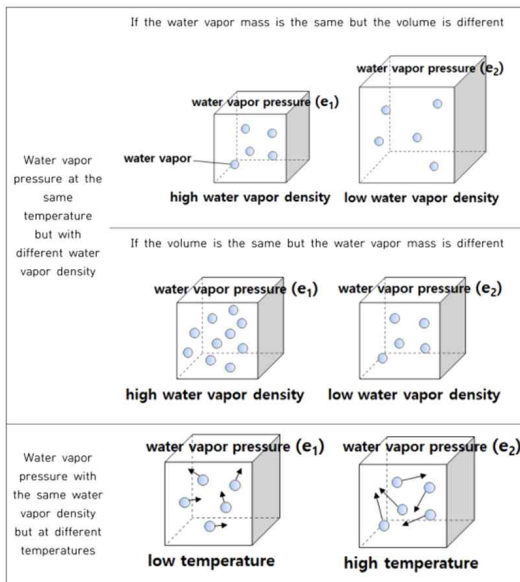 If the water vapor mass is the same but the volume is different
Water vapor
pressure at the
same
temperature
but with
different water
vapor density
water vapor pressure (e₁)
water vapor
high water vapor density
water vapor pressure (e₂)
low water vapor density
If the volume is the same but the water vapor mass is different
water vapor pressure (e₁)
high water vapor density
water vapor pressure (e₂)
low water vapor density
Water vapor
pressure with
the same water
vapor density
but at different
temperatures
water vapor pressure (e₁)
low temperature
water vapor pressure (e₂)
high temperature